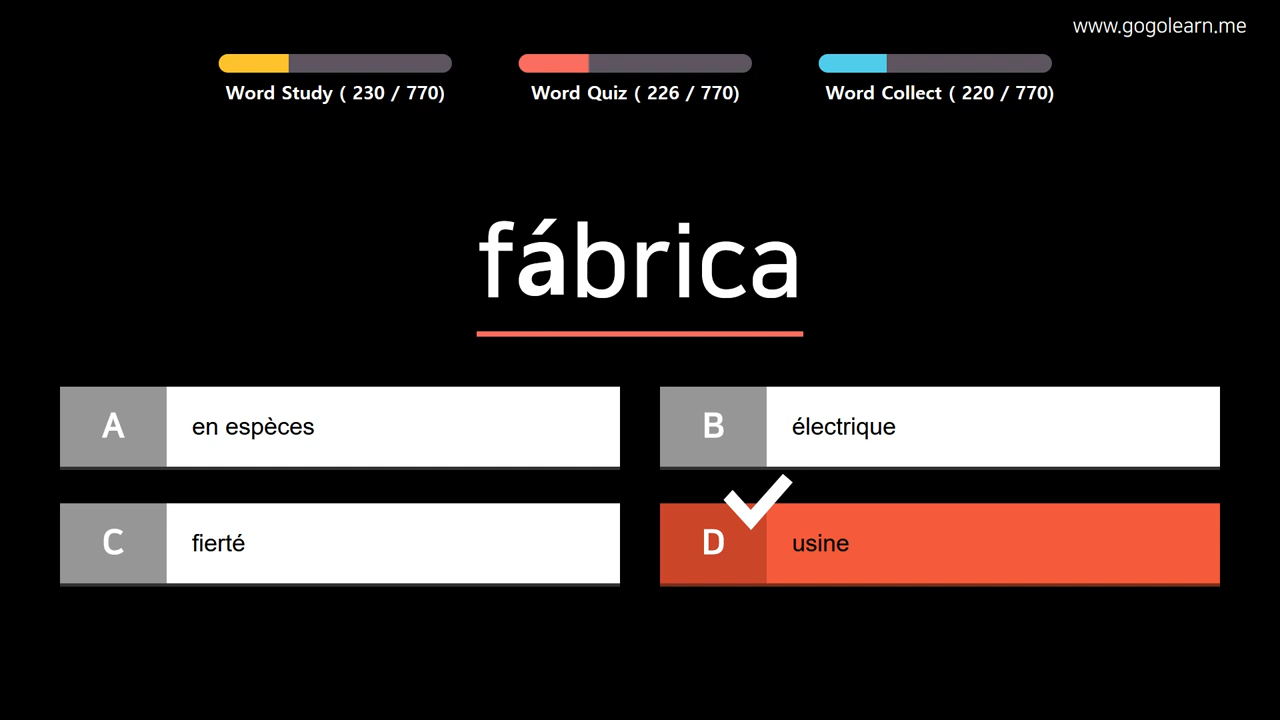 www.gogolearn.me
Word Study ( 230 / 770)
Word Quiz ( 226 / 770)
Word Collect ( 220 / 770)
fábrica
A
en espèces
B
électrique
C
fierté
D
usine